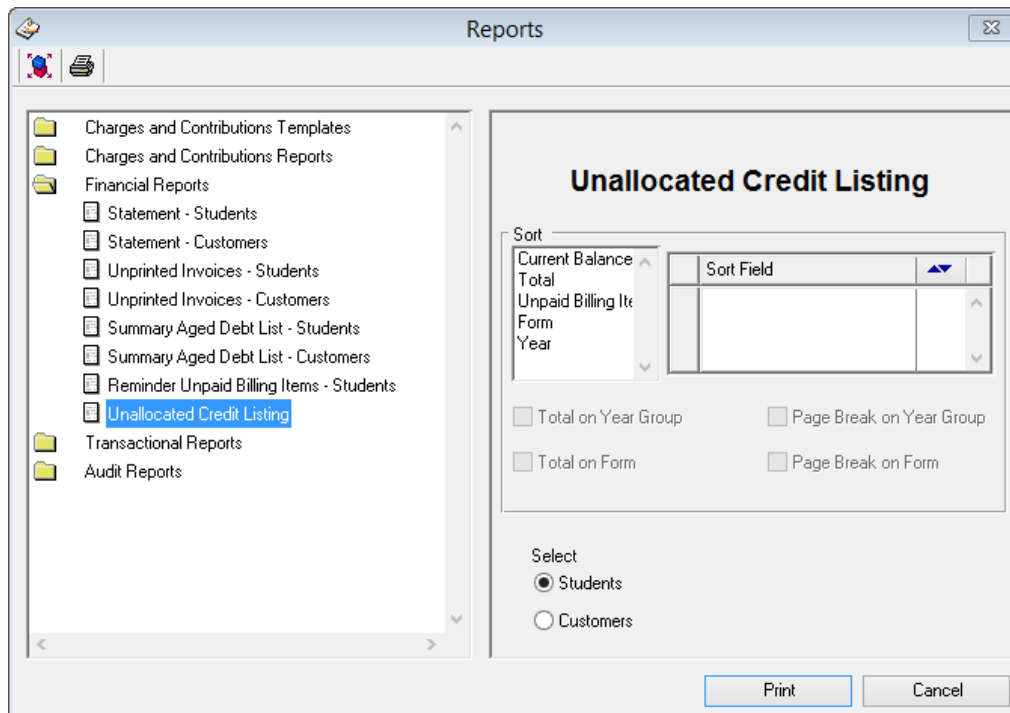 Reports
Charges and Contributions Templates
Charges and Contributions Reports
Financial Reports
Statement - Students
Statement - Customers
Unprinted Invoices - Students
Unprinted Invoices - Customers
Summary Aged Debt List - Students
Summary Aged Debt List - Customers
Reminder Unpaid Billing Items - Students
Unallocated Credit Listing
Transactional Reports
Audit Reports
Unallocated Credit Listing
Sort
Current Balance
Total
Unpaid Billing Ite
Form
Year
Sort Field
Total on Year Group
Page Break on Year Group
Total on Form
Page Break on Form
Select
Students
Customers
Print
Cancel